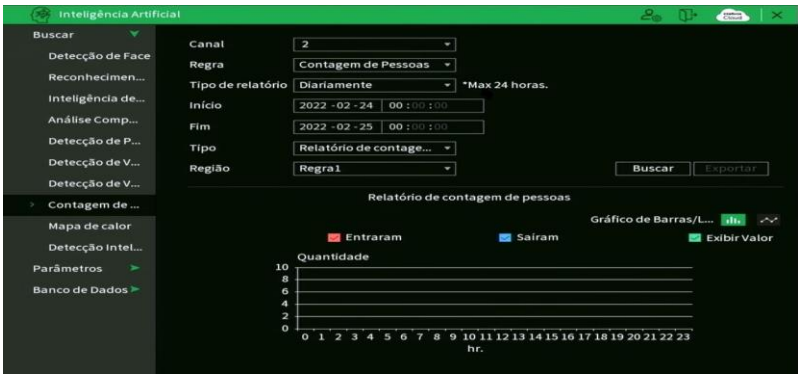 Inteligência Artificial
Cloud
Buscar
Detecção de Face
Reconhecimen...
Inteligência de...
Análise Comp...
Detecção de P...
Detecção de V...
Detecção de V...
Contagem de ...
Mapa de calor
Detecção Intel...
Parâmetros
Banco de Dados
Canal 2
Regra Contagem de Pessoas
Tipo de relatório Diariamente *Max 24 horas.
Início 2022 -02 -24 00 :00 :00
Fim 2022 -02 -25 00 :00 :00
Tipo Relatório de contage...
Região Regra1 Buscar Exportar
Relatório de contagem de pessoas
Gráfico de Barras/L...
Entraram Saíram Exibir Valor
Quantidade
10
8
6
4
2
0
0 1 2 3 4 5 6 7 8 9 10 11 12 13 14 15 16 17 18 19 20 21 22 23
hr.